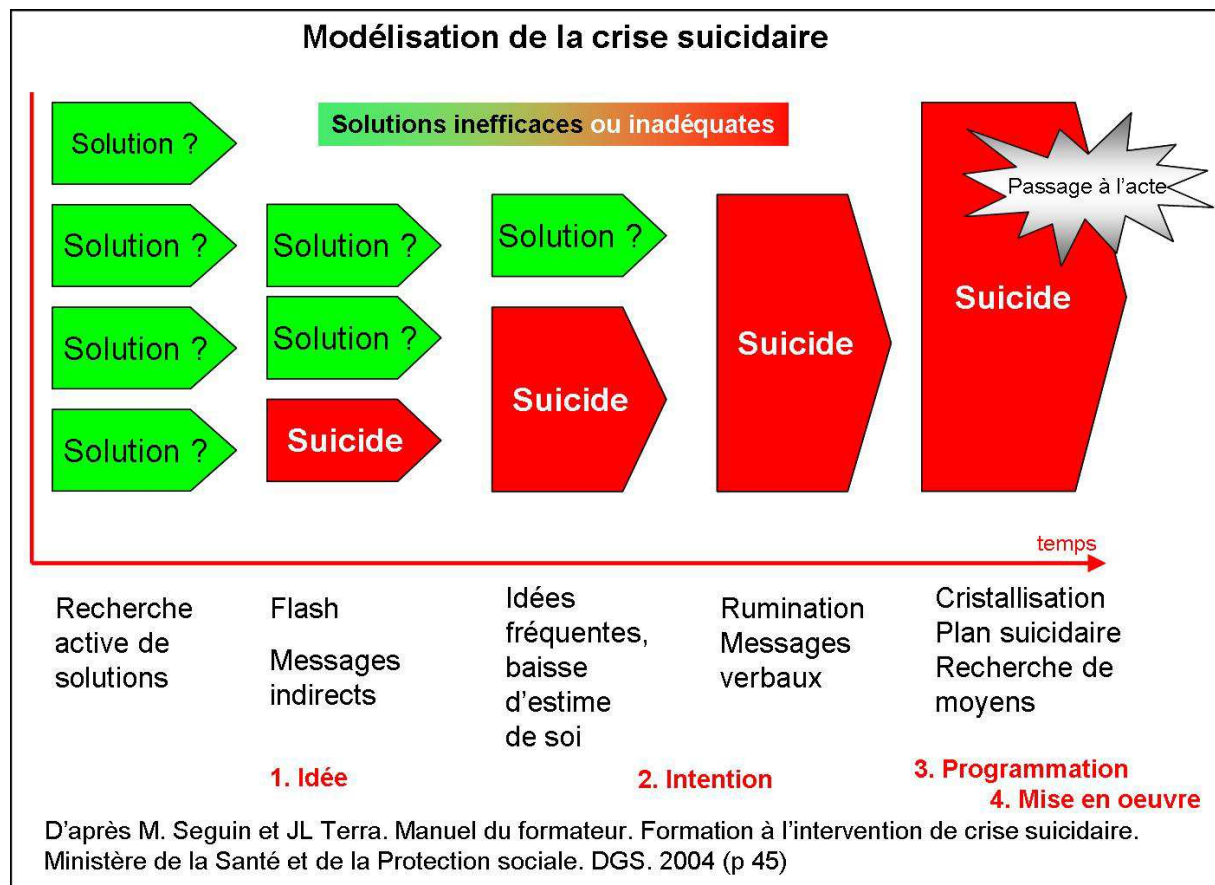 Modélisation de la crise suicidaire
Solutions inefficaces ou inadéquates
Solution ?
Solution ?
Solution ?
Solution ?
Solution ?
Solution ?
Suicide
Solution ?
Suicide
Suicide
Suicide
Passage à l'acte
temps
Recherche
active de
solutions
Flash
Messages
indirects
Idées
fréquentes,
baisse
d'estime
de soi
Rumination
Messages
verbaux
Cristallisation
Plan suicidaire
Recherche de
moyens
1. Idée
2. Intention
3. Programmation
4. Mise en oeuvre
D'après M. Seguin et JL Terra. Manuel du formateur. Formation à l'intervention de crise suicidaire.
Ministère de la Santé et de la Protection sociale. DGS. 2004 (p 45)